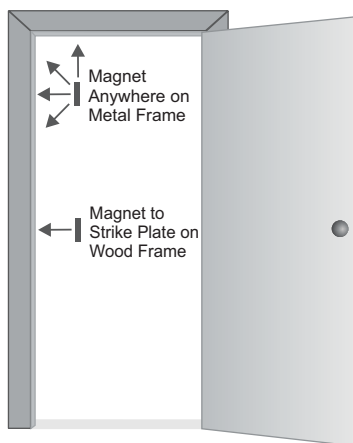 Magnet
Anywhere on
Metal Frame
Magnet to
Strike Plate on
Wood Frame